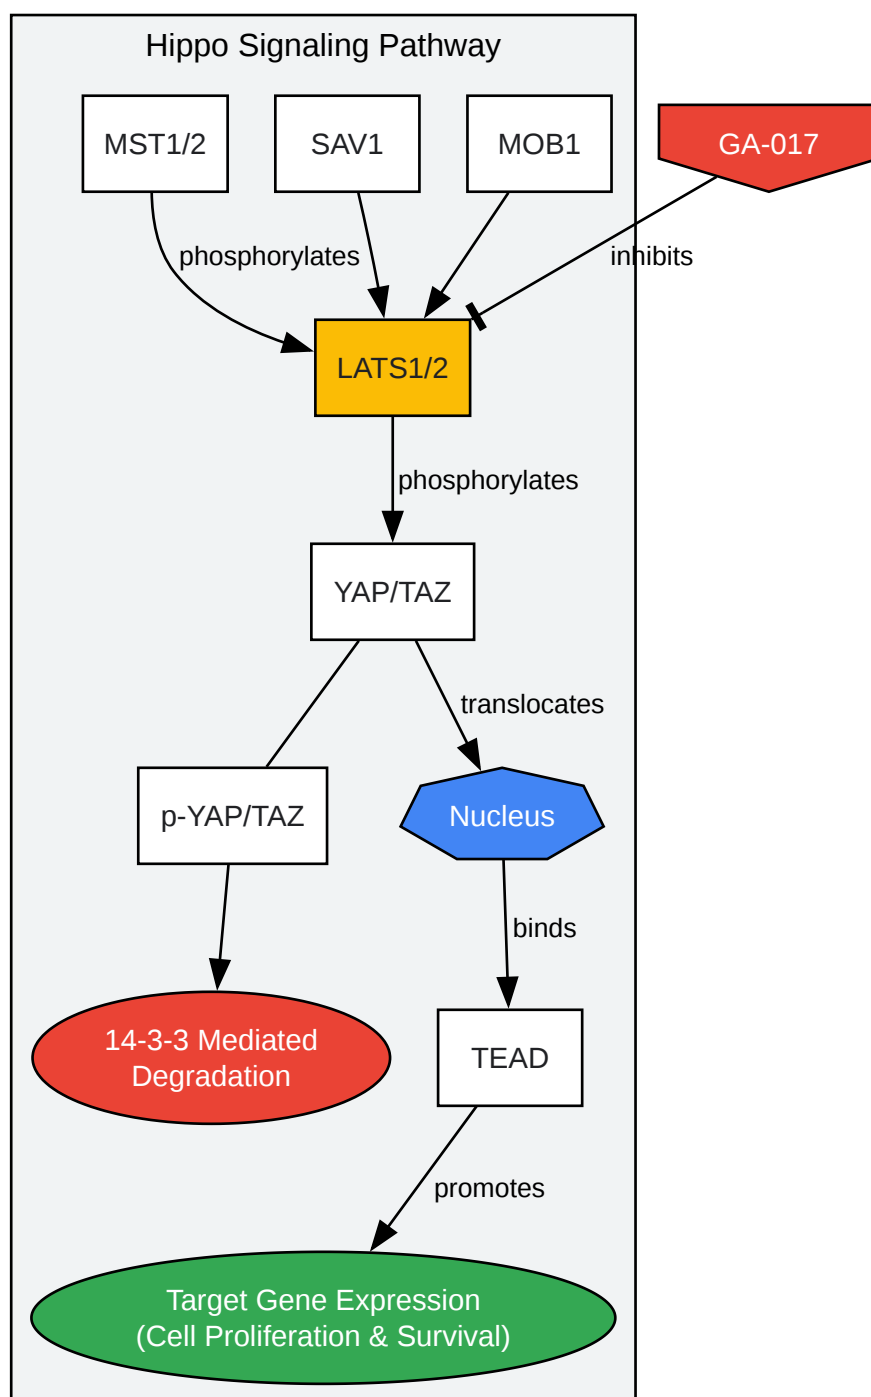 Hippo Signaling Pathway
MST1/2
SAV1
MOB1
GA-017
phosphorylates
inhibits
LATS1/2
phosphorylates
YAP/TAZ
translocates
p-YAP/TAZ
Nucleus
binds
14-3-3 Mediated
Degradation
TEAD
promotes
Target Gene Expression
(Cell Proliferation & Survival)